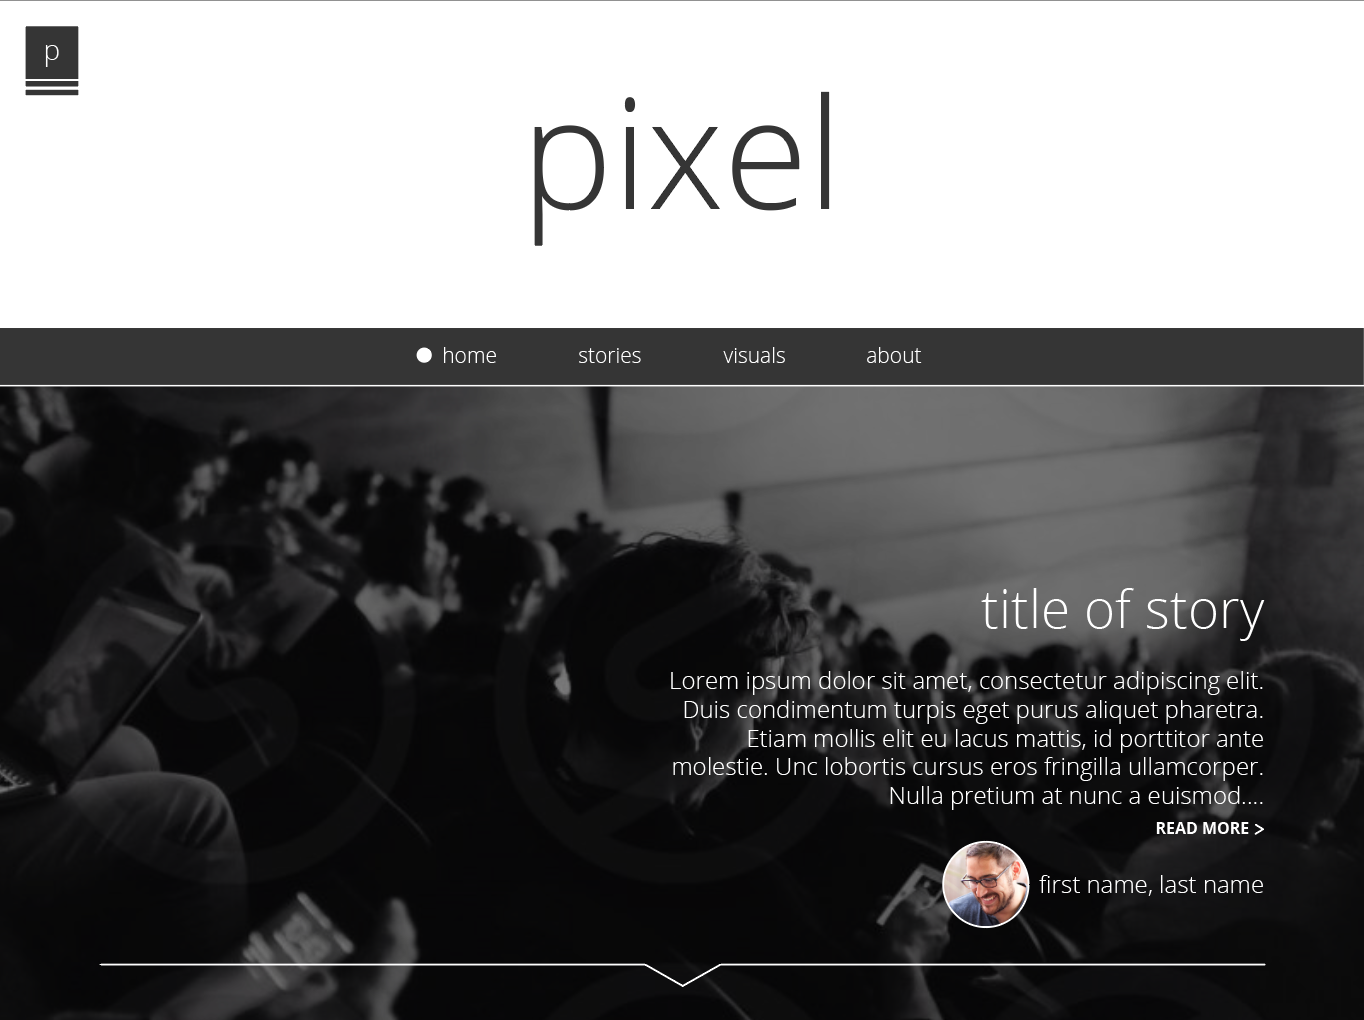 p
pixel
home stories visuals about
title of story
Lorem ipsum dolor sit amet, consectetur adipiscing elit.
Duis condimentum turpis eget purus aliquet pharetra.
Etiam mollis elit eu lacus mattis, id porttitor ante
molestie. Unc lobortis cursus eros fringilla ullamcorper.
Nulla pretium at nunc a euismod....
READ MORE >
first name, last name